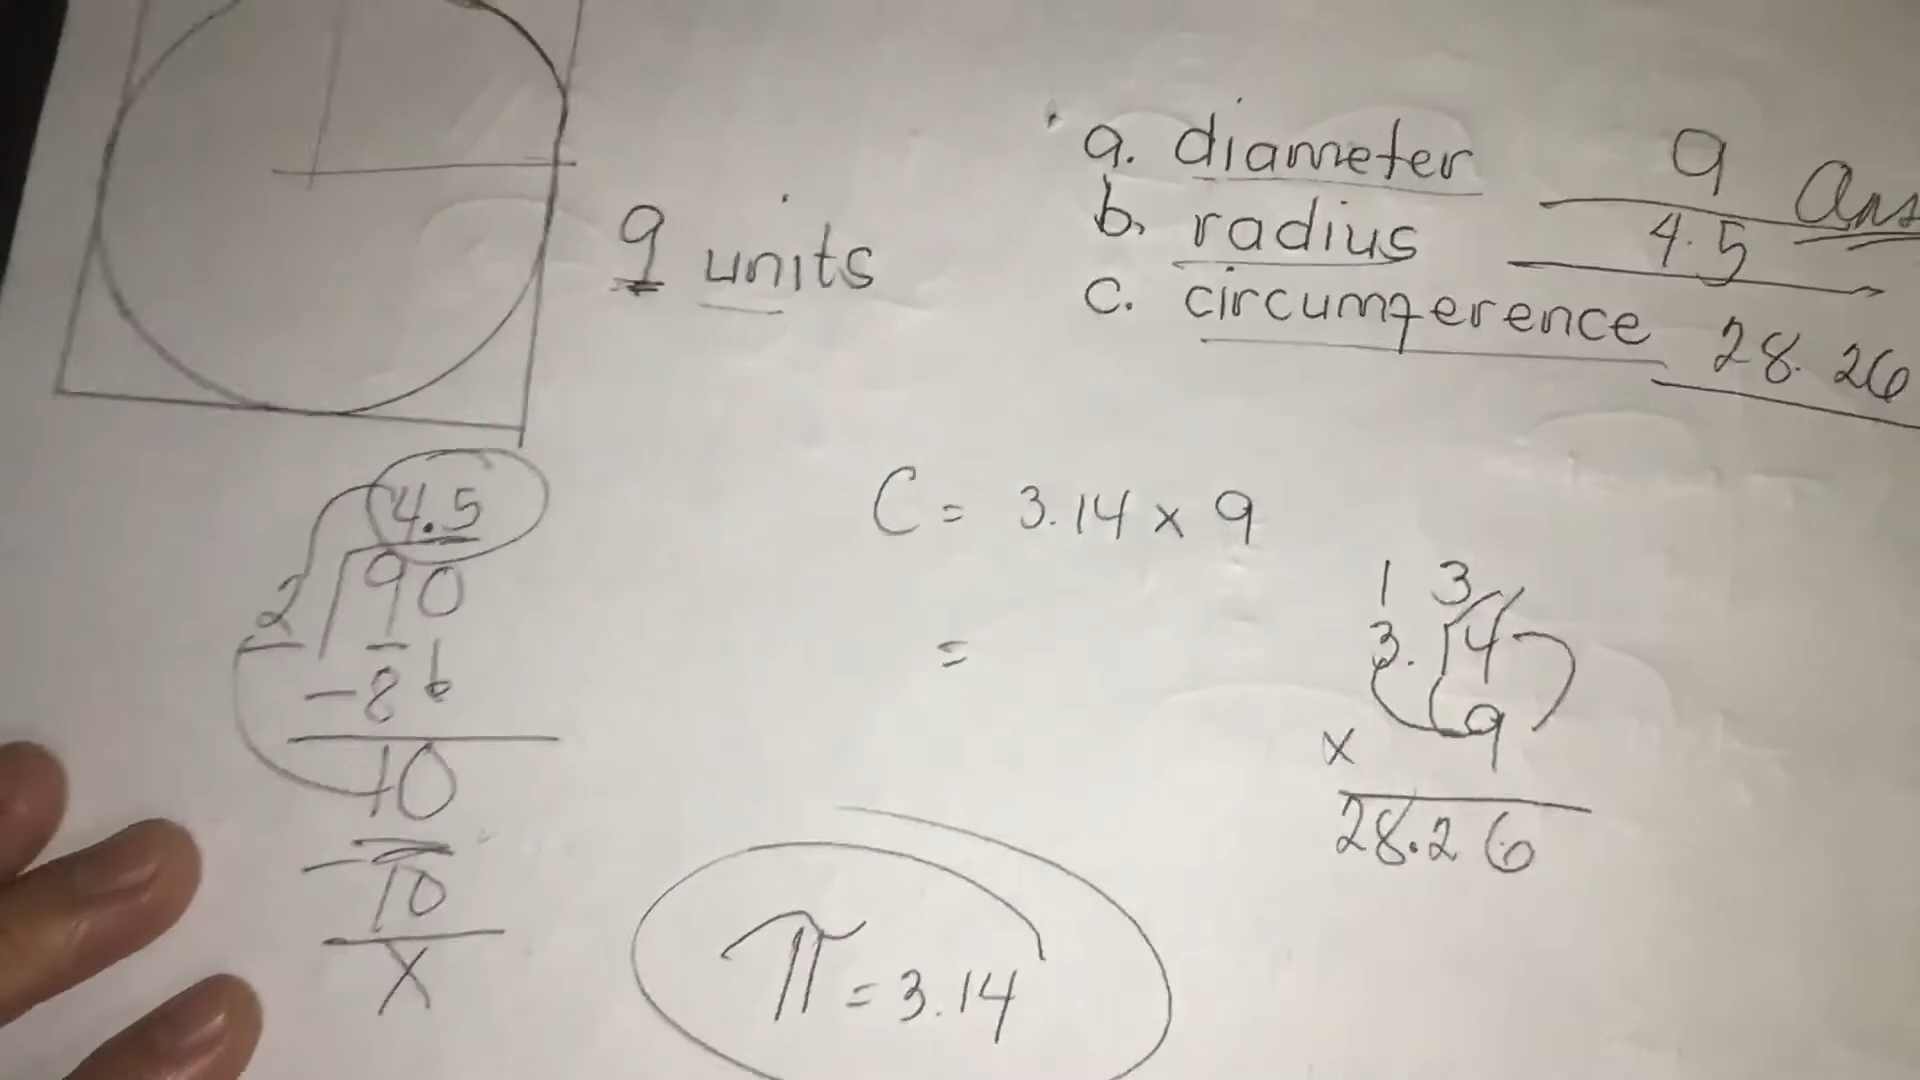 a. diameter 9 Ans
b. radius 4.5
c. circumference 28.26
9 units
4.5
2 90
- 8
10
- 10
x
C = 3.14 x 9
=
1 3
3.14
x 9
28.26
π = 3.14